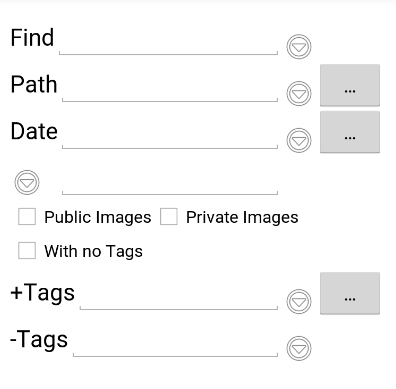 Find
Path ...
Date ...
Public Images Private Images
With no Tags
+Tags ...
-Tags